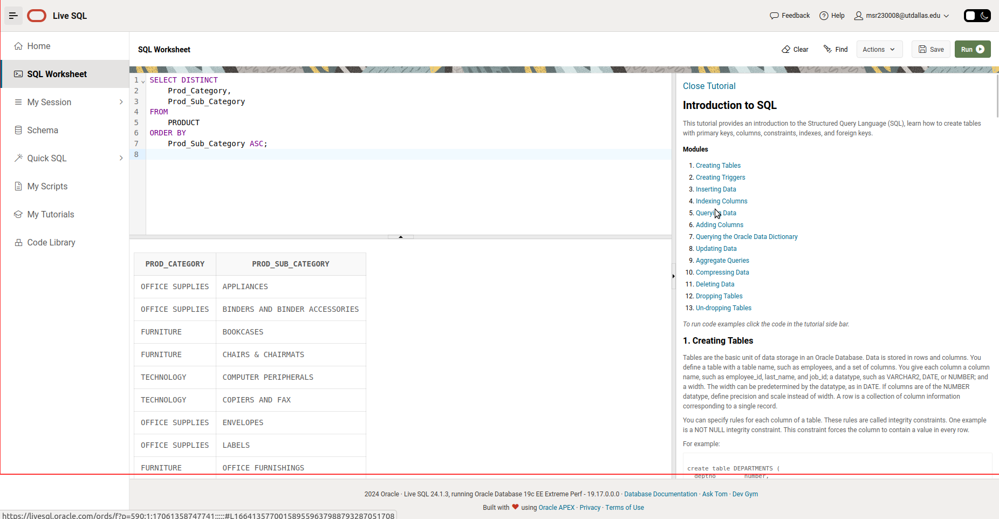 Live SQL
Feedback
Help
msr230008@utdallas.edu
Home
SQL Worksheet
My Session
Schema
Quick SQL
My Scripts
My Tutorials
Code Library
SQL Worksheet
Clear
Find
Actions
Save
Run
1 SELECT DISTINCT
2 Prod_Category,
3 Prod_Sub_Category
4 FROM
5 PRODUCT
6 ORDER BY
7 Prod_Sub_Category ASC;
8
PROD_CATEGORY PROD_SUB_CATEGORY
OFFICE SUPPLIES APPLIANCES
OFFICE SUPPLIES BINDERS AND BINDER ACCESSORIES
FURNITURE BOOKCASES
FURNITURE CHAIRS & CHAIRMATS
TECHNOLOGY COMPUTER PERIPHERALS
TECHNOLOGY COPIERS AND FAX
OFFICE SUPPLIES ENVELOPES
OFFICE SUPPLIES LABELS
FURNITURE OFFICE FURNISHINGS
Close Tutorial
Introduction to SQL
This tutorial provides an introduction to the Structured Query Language (SQL), learn how to create tables
with primary keys, columns, constraints, indexes, and foreign keys.
Modules
1. Creating Tables
2. Creating Triggers
3. Inserting Data
4. Indexing Columns
5. Querying Data
6. Adding Columns
7. Querying the Oracle Data Dictionary
8. Updating Data
9. Aggregate Queries
10. Compressing Data
11. Deleting Data
12. Dropping Tables
13. Un-dropping Tables
To run code examples click the code in the tutorial side bar.
1. Creating Tables
Tables are the basic unit of data storage in an Oracle Database. Data is stored in rows and columns. You
define a table with a table name, such as employees, and a set of columns. You give each column a column
name, such as employee_id, last_name, and job_id; a datatype, such as VARCHAR2, DATE, or NUMBER; and
a width. The width can be predetermined by the datatype, as in DATE. If columns are of the NUMBER
datatype, define precision and scale instead of width. A row is a collection of column information
corresponding to a single record.
You can specify rules for each column of a table. These rules are called integrity constraints. One example
is a NOT NULL integrity constraint. This constraint forces the column to contain a value in every row.
For example:
create table DEPARTMENTS (
deptno number,
2024 Oracle · Live SQL 24.1.3, running Oracle Database 19c EE Extreme Perf - 19.17.0.0.0 · Database Documentation · Ask Tom · Dev Gym
Built with ❤ using Oracle APEX · Privacy · Terms of Use
https://livesql.oracle.com/ords/f?p=590:1:17061358747741:::::#L1664135770015895596379887932870517​08